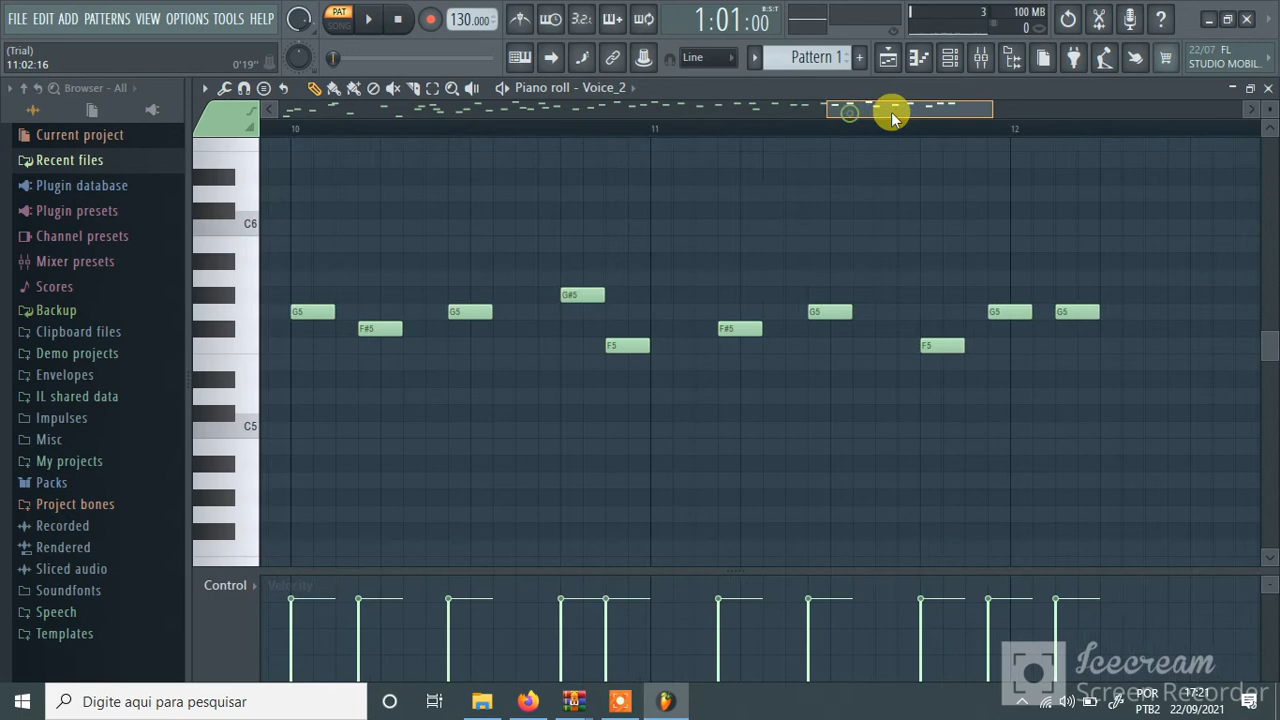 FILE EDIT ADD PATTERNS VIEW OPTIONS TOOLS HELP
PAT
SONG
130.000
3.2
1:01:00
B:S:T
3
100 MB
0
(Trial)
11:02:16
0'19"
Line
Pattern 1
22/07 FL
STUDIO MOBIL..
Browser - All
Piano roll - Voice_2
Current project
Recent files
Plugin database
Plugin presets
Channel presets
Mixer presets
Scores
Backup
Clipboard files
Demo projects
Envelopes
IL shared data
Impulses
Misc
My projects
Packs
Project bones
Recorded
Rendered
Sliced audio
Soundfonts
Speech
Templates
10
11
12
C6
C5
G5
F#5
G5
G#5
F5
F#5
G5
F5
G5
G5
Control
Velocity
Icecream
Screen Recorder
Digite aqui para pesquisar
POR
PTB2
17:21
22/09/2021